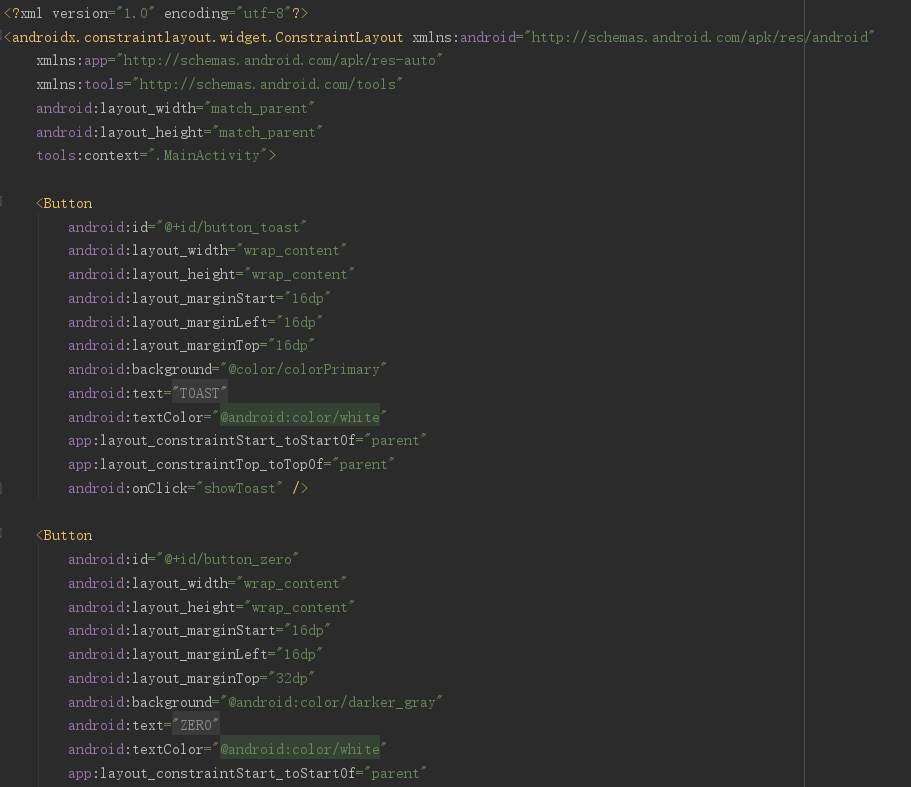 <?xml version="1.0" encoding="utf-8"?>
<androidx.constraintlayout.widget.ConstraintLayout xmlns:android="http://schemas.android.com/apk/res/android"
    xmlns:app="http://schemas.android.com/apk/res-auto"
    xmlns:tools="http://schemas.android.com/tools"
    android:layout_width="match_parent"
    android:layout_height="match_parent"
    tools:context=".MainActivity">

    <Button
        android:id="@+id/button_toast"
        android:layout_width="wrap_content"
        android:layout_height="wrap_content"
        android:layout_marginStart="16dp"
        android:layout_marginLeft="16dp"
        android:layout_marginTop="16dp"
        android:background="@color/colorPrimary"
        android:text="TOAST"
        android:textColor="@android:color/white"
        app:layout_constraintStart_toStartOf="parent"
        app:layout_constraintTop_toTopOf="parent"
        android:onClick="showToast" />

    <Button
        android:id="@+id/button_zero"
        android:layout_width="wrap_content"
        android:layout_height="wrap_content"
        android:layout_marginStart="16dp"
        android:layout_marginLeft="16dp"
        android:layout_marginTop="32dp"
        android:background="@android:color/darker_gray"
        android:text="ZERO"
        android:textColor="@android:color/white"
        app:layout_constraintStart_toStartOf="parent"